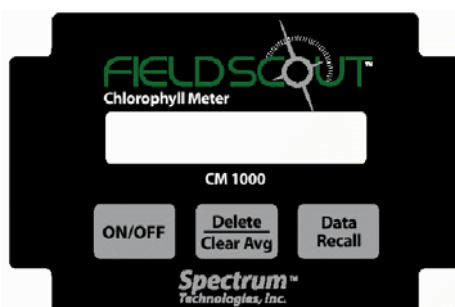 FIELDSCOUT™
Chlorophyll Meter
CM 1000
ON/OFF
Delete
Clear Avg
Data
Recall
Spectrum™
Technologies, Inc.